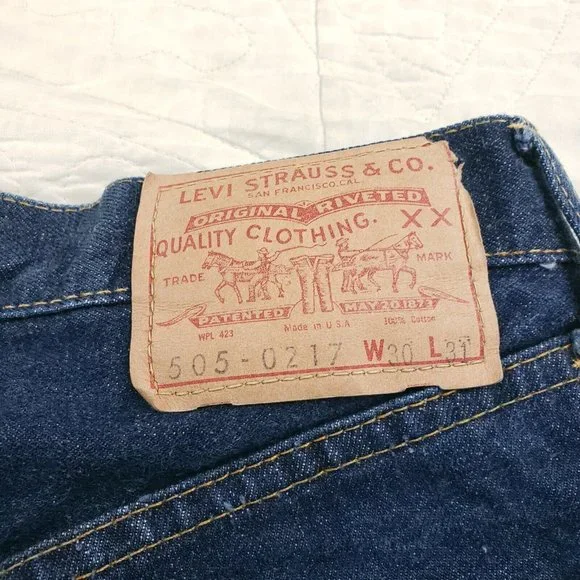 LEVI STRAUSS & CO.
SAN FRANCISCO, CAL.
ORIGINAL RIVETED
QUALITY CLOTHING. XX
TRADE MARK
PATENTED MAY 20 1873
WPL 423 Made in U S A 100% Cotton
505-0217 W30 L31